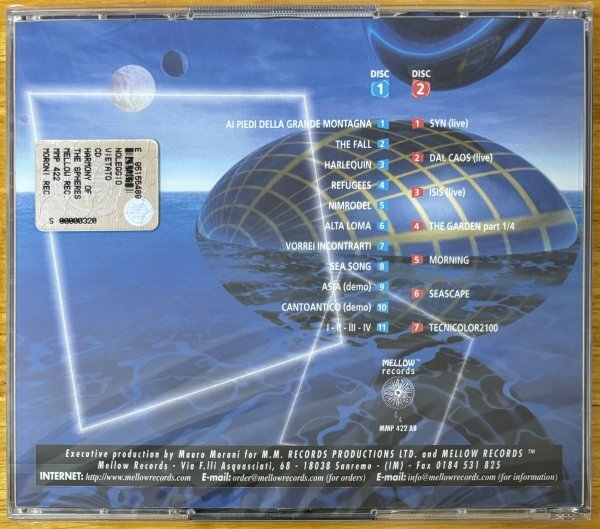 DISC 1
DISC 2
AI PIEDI DELLA GRANDE MONTAGNA 1
THE FALL 2
HARLEQUIN 3
REFUGEES 4
NIMRODEL 5
ALTA LOMA 6
VORREI INCONTRARTI 7
SEA SONG 8
ASIA (demo) 9
CANTOANTICO (demo) 10
I - II - III - IV 11
1 SYN (live)
2 DAL CAOS (live)
3 ISIS (live)
4 THE GARDEN part 1/4
5 MORNING
6 SEASCAPE
7 TECNICOLOR2100
E 06155489
NOLEGGIO
VIETATO
CD
HARMONY OF
THE SPHERES
MELLOW REC.
MMP 422
MORONI REC.
S 00000320
MELLOW™
records
MMP 422 AB
Executive production by Mauro Moroni for M.M. RECORDS PRODUCTIONS LTD. and MELLOW RECORDS ™
Mellow Records - Via F.lli Asquasciati, 68 - 18038 Sanremo - (IM) - Fax 0184 531 825
INTERNET: http://www.mellowrecords.com E-mail: order@mellowrecords.com (for orders) E-mail: info@mellowrecords.com (for information)